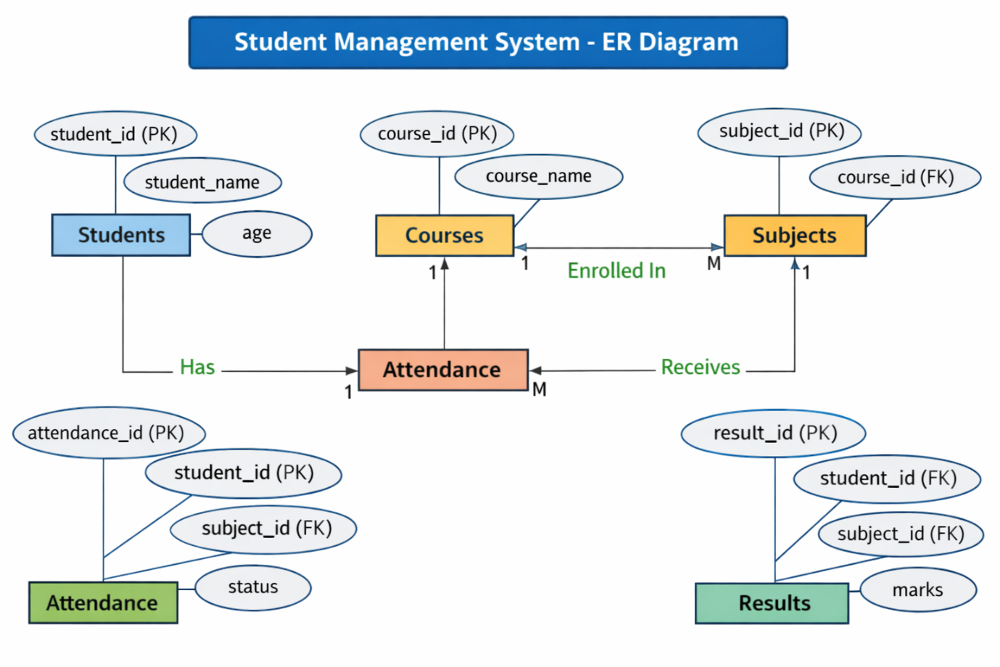 Student Management System - ER Diagram
student_id (PK)
student_name
Students
age
course_id (PK)
course_name
Courses
subject_id (PK)
course_id (FK)
Subjects
1
Enrolled In
M
1
1
Has
1
Attendance
M
Receives
attendance_id (PK)
student_id (PK)
subject_id (FK)
status
Attendance
result_id (PK)
student_id (FK)
subject_id (FK)
marks
Results